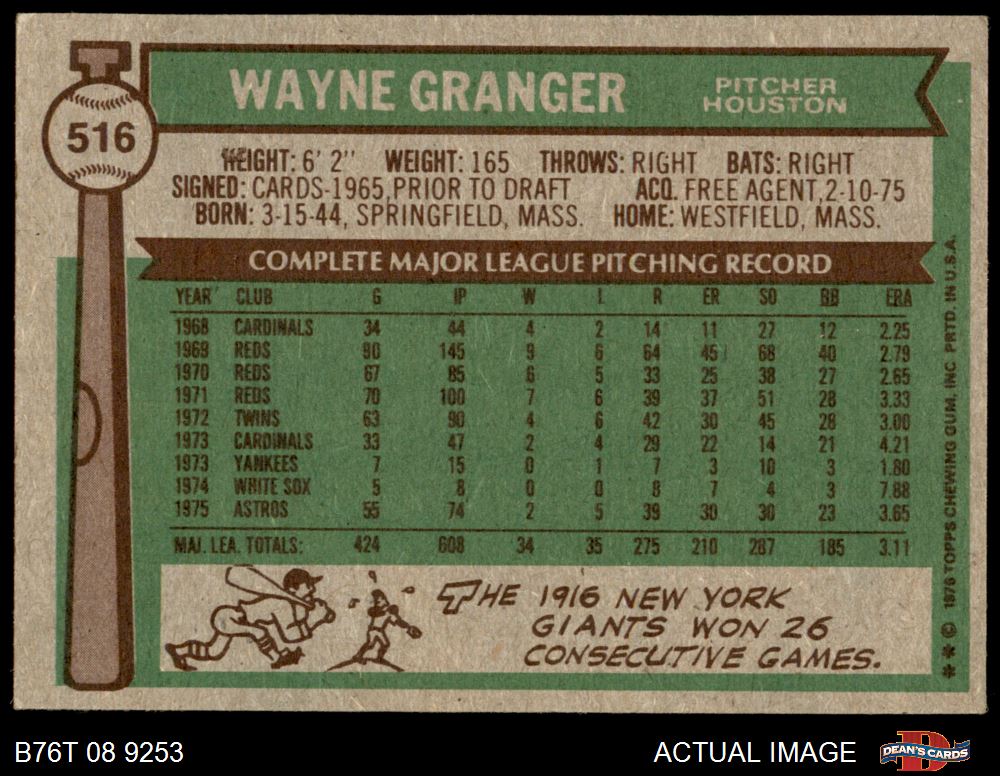 WAYNE GRANGER
PITCHER
HOUSTON
516
HEIGHT: 6' 2" WEIGHT: 165 THROWS: RIGHT BATS: RIGHT
SIGNED: CARDS-1965, PRIOR TO DRAFT ACQ. FREE AGENT, 2-10-75
BORN: 3-15-44, SPRINGFIELD, MASS. HOME: WESTFIELD, MASS.
COMPLETE MAJOR LEAGUE PITCHING RECORD
YEAR CLUB G IP W L R ER SO BB ERA
1968 CARDINALS 34 44 4 2 14 11 27 12 2.25
1969 REDS 90 145 9 6 64 45 68 40 2.79
1970 REDS 67 85 6 5 33 25 38 27 2.65
1971 REDS 70 100 7 6 39 37 51 28 3.33
1972 TWINS 63 90 4 6 42 30 45 28 3.00
1973 CARDINALS 33 47 2 4 29 22 14 21 4.21
1973 YANKEES 7 15 0 1 7 3 10 3 1.80
1974 WHITE SOX 5 8 0 0 8 7 4 3 7.88
1975 ASTROS 55 74 2 5 39 30 30 23 3.65
MAJ. LEA. TOTALS: 424 608 34 35 275 210 287 185 3.11
THE 1916 NEW YORK
GIANTS WON 26
CONSECUTIVE GAMES.
** © 1976 TOPPS CHEWING GUM, INC. PRTD. IN U.S.A.
B76T 08 9253
ACTUAL IMAGE
DEAN'S CARDS